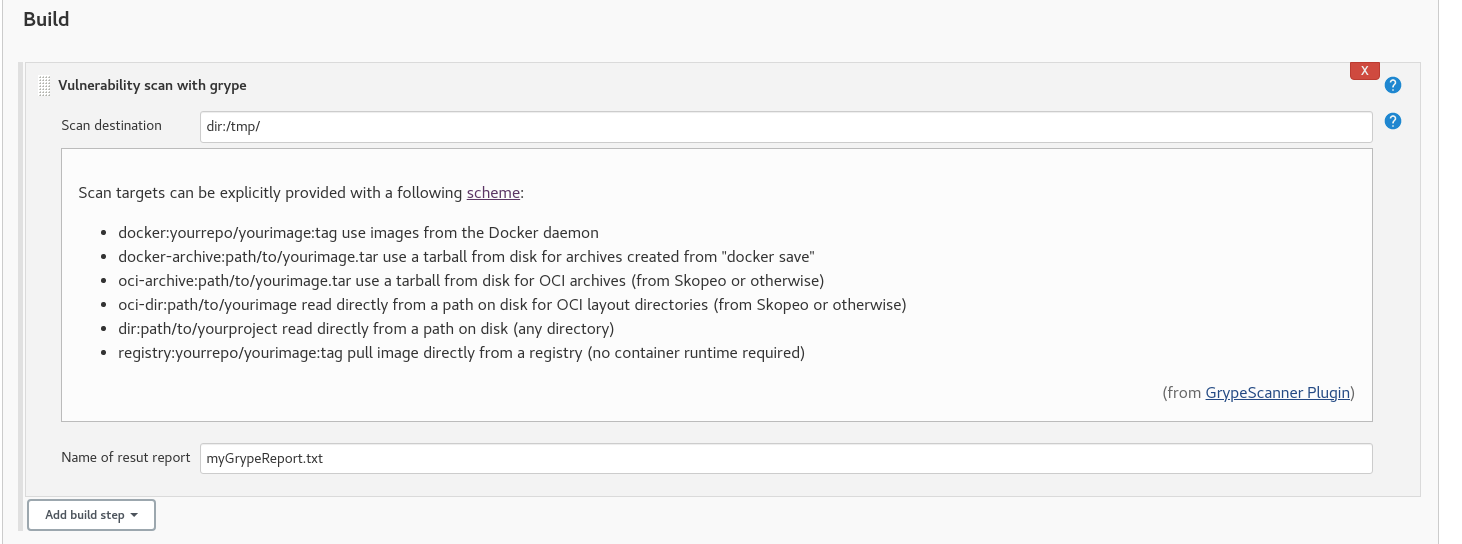 Build
Vulnerability scan with grype
X
?
Scan destination
dir:/tmp/
?
Scan targets can be explicitly provided with a following scheme:
• docker:yourrepo/yourimage:tag use images from the Docker daemon
• docker-archive:path/to/yourimage.tar use a tarball from disk for archives created from "docker save"
• oci-archive:path/to/yourimage.tar use a tarball from disk for OCI archives (from Skopeo or otherwise)
• oci-dir:path/to/yourimage read directly from a path on disk for OCI layout directories (from Skopeo or otherwise)
• dir:path/to/yourproject read directly from a path on disk (any directory)
• registry:yourrepo/yourimage:tag pull image directly from a registry (no container runtime required)
(from GrypeScanner Plugin)
Name of resut report
myGrypeReport.txt
Add build step